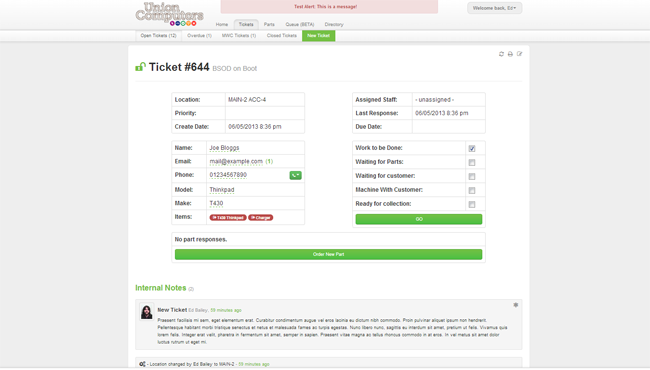 Union
Computers
Test Alert: This is a message!
Welcome back, Ed
Home Tickets Parts Queue (BETA) Directory
Open Tickets (12) Overdue (1) MWC Tickets (1) Closed Tickets New Ticket
Ticket #644 BSOD on Boot
Location: MAIN-2 ACC-4
Priority:
Create Date: 06/05/2013 8:36 pm
Assigned Staff: - unassigned -
Last Response: 06/05/2013 8:36 pm
Due Date:
Name: Joe Bloggs
Email: mail@example.com (1)
Phone: 01234567890
Model: Thinkpad
Make: T430
Items: T430 Thinkpad Charger
Work to be Done:
Waiting for Parts:
Waiting for customer:
Machine With Customer:
Ready for collection:
GO
No part responses.
Order New Part
Internal Notes (2)
New Ticket Ed Bailey, 59 minutes ago
Praesent facilisis mi sem, eget elementum erat. Curabitur condimentum augue vel eros lacinia eu dictum nibh commodo. Proin pulvinar aliquet ipsum non hendrerit.
Pellentesque habitant morbi tristique senectus et netus et malesuada fames ac turpis egestas. Nunc libero nunc, sagittis eu interdum sit amet, pretium ut felis. Vivamus quis
lorem felis. Integer erat velit, pharetra in fermentum sit amet, semper in sapien. Praesent vitae magna ac tellus rhoncus commodo in at eros. In vel metus sit amet dolor
luctus rutrum ut eget mi.
- Location changed by Ed Bailey to MAIN-2 - 59 minutes ago